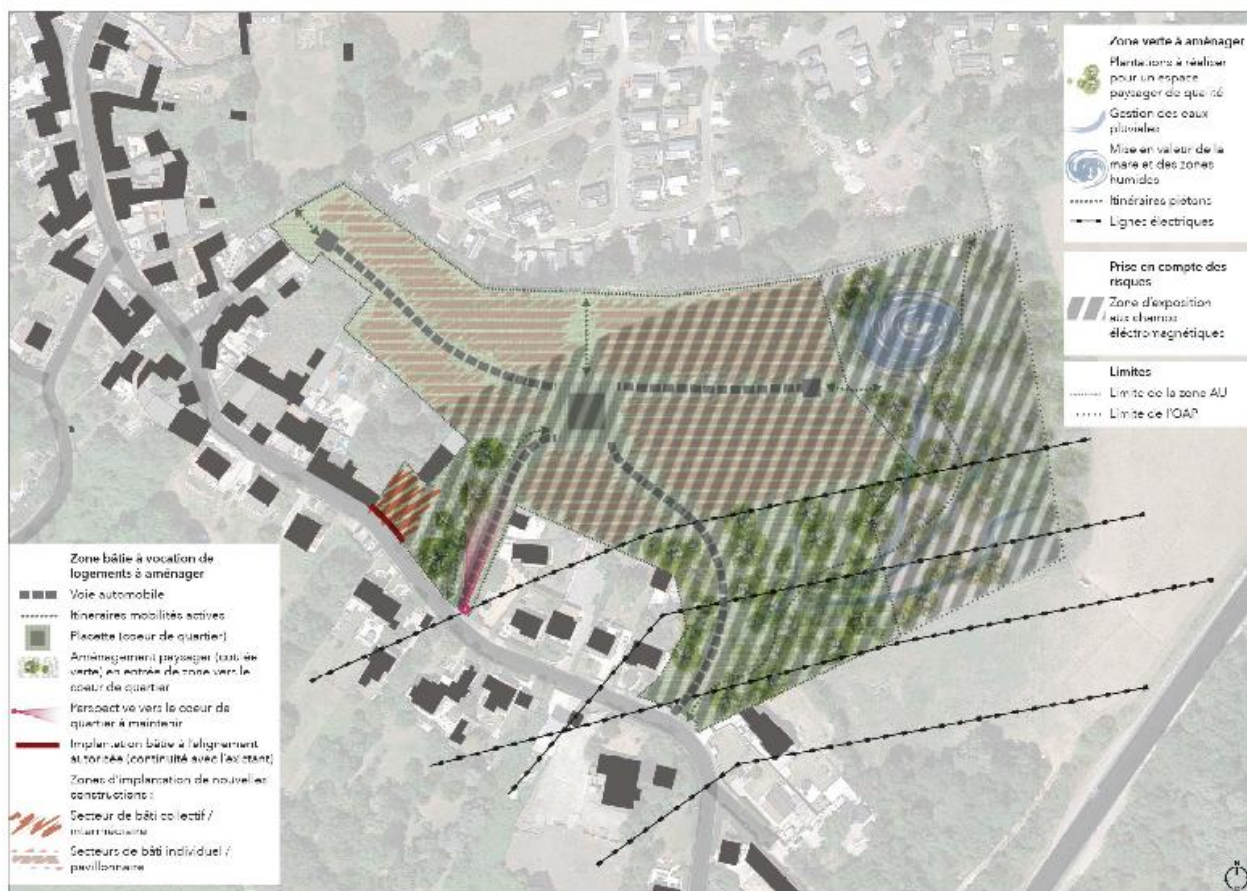 Zone verte à aménager
Plantations à réaliser
pour un espace
paysager de qualité
Gestion des eaux
pluviales
Mise en valeur de la
mare et des zones
humides
Itinéraires piétons
Lignes électriques
Prise en compte des
risques
Zone d'exposition
aux champs
éléctromagnétiques
Limites
Limite de la zone AU
Limite de l'OAP
Zone bâtie à vocation de
logements à aménager
Voie automobile
Itineraires mobilités actives
Placette (coeur de quartier)
Aménagement paysager (coulée
verte) en entrée de zone vers le
coeur de quartier
Perspective vers le coeur de
quartier à maintenir
Implantation bâtie à l'alignement
autorisée (continuité avec l'existant)
Zones d'implantation de nouvelles
constructions :
Secteur de bâti collectif /
intermédiaire
Secteurs de bâti individuel /
pavillonnaire
N